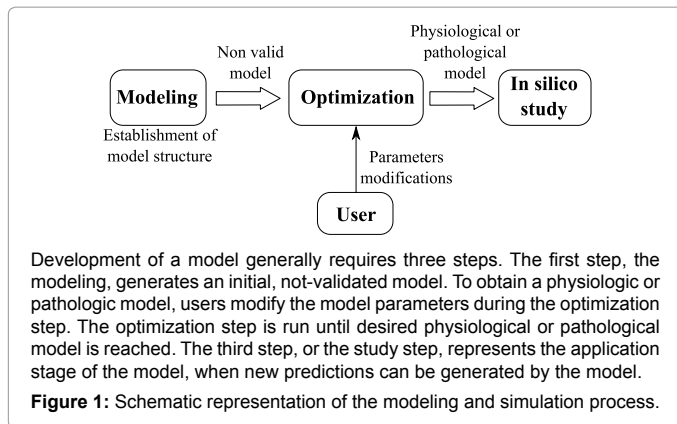 Non valid
model
Physiological or
pathological
model
Modeling
Optimization
In silico
study
Establishment of
model structure
Parameters
modifications
User
Development of a model generally requires three steps. The first step, the
modeling, generates an initial, not-validated model. To obtain a physiologic or
pathologic model, users modify the model parameters during the optimization
step. The optimization step is run until desired physiological or pathological
model is reached. The third step, or the study step, represents the application
stage of the model, when new predictions can be generated by the model.
Figure 1: Schematic representation of the modeling and simulation process.